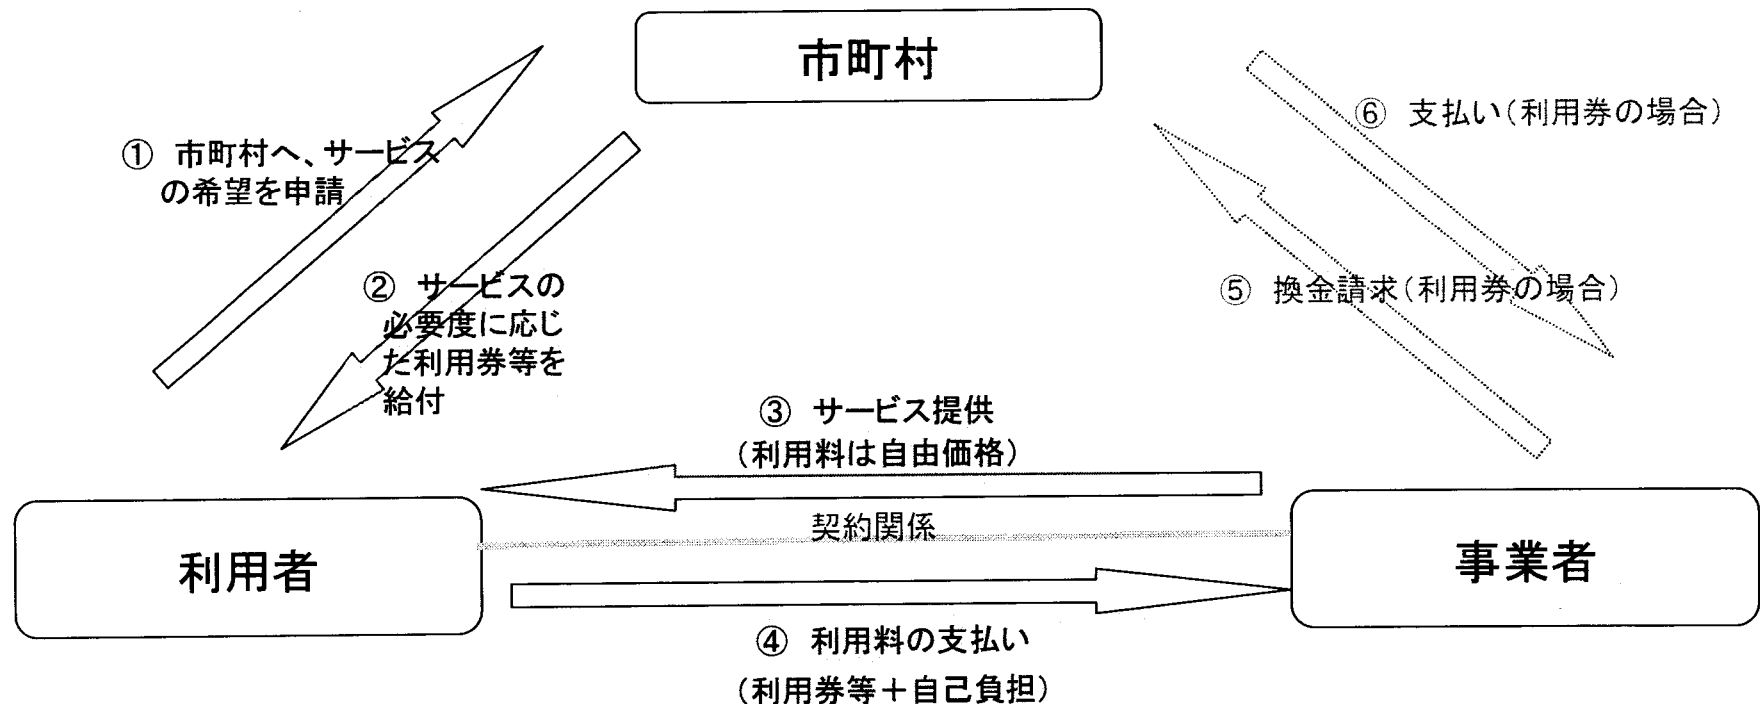 市町村
① 市町村へ、サービス
の希望を申請
② サービスの
必要度に応じ
た利用券等を
給付
⑥ 支払い(利用券の場合)
⑤ 換金請求(利用券の場合)
③ サービス提供
(利用料は自由価格)
契約関係
利用者
事業者
④ 利用料の支払い
(利用券等+自己負担)